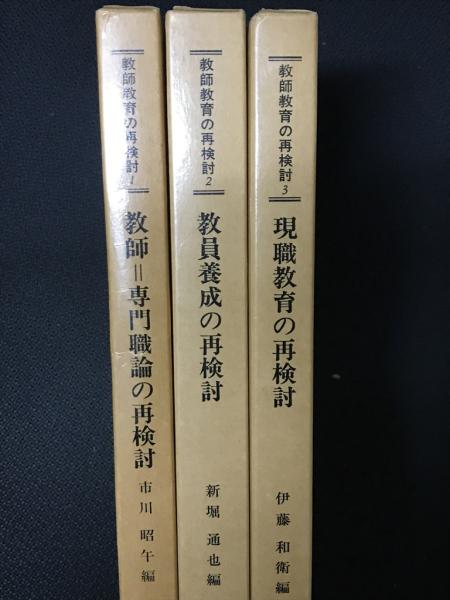 教師教育の再検討 1
教師＝専門職論の再検討
市川 昭午編
教師教育の再検討 2
教員養成の再検討
新堀 通也編
教師教育の再検討 3
現職教育の再検討
伊藤 和衛編